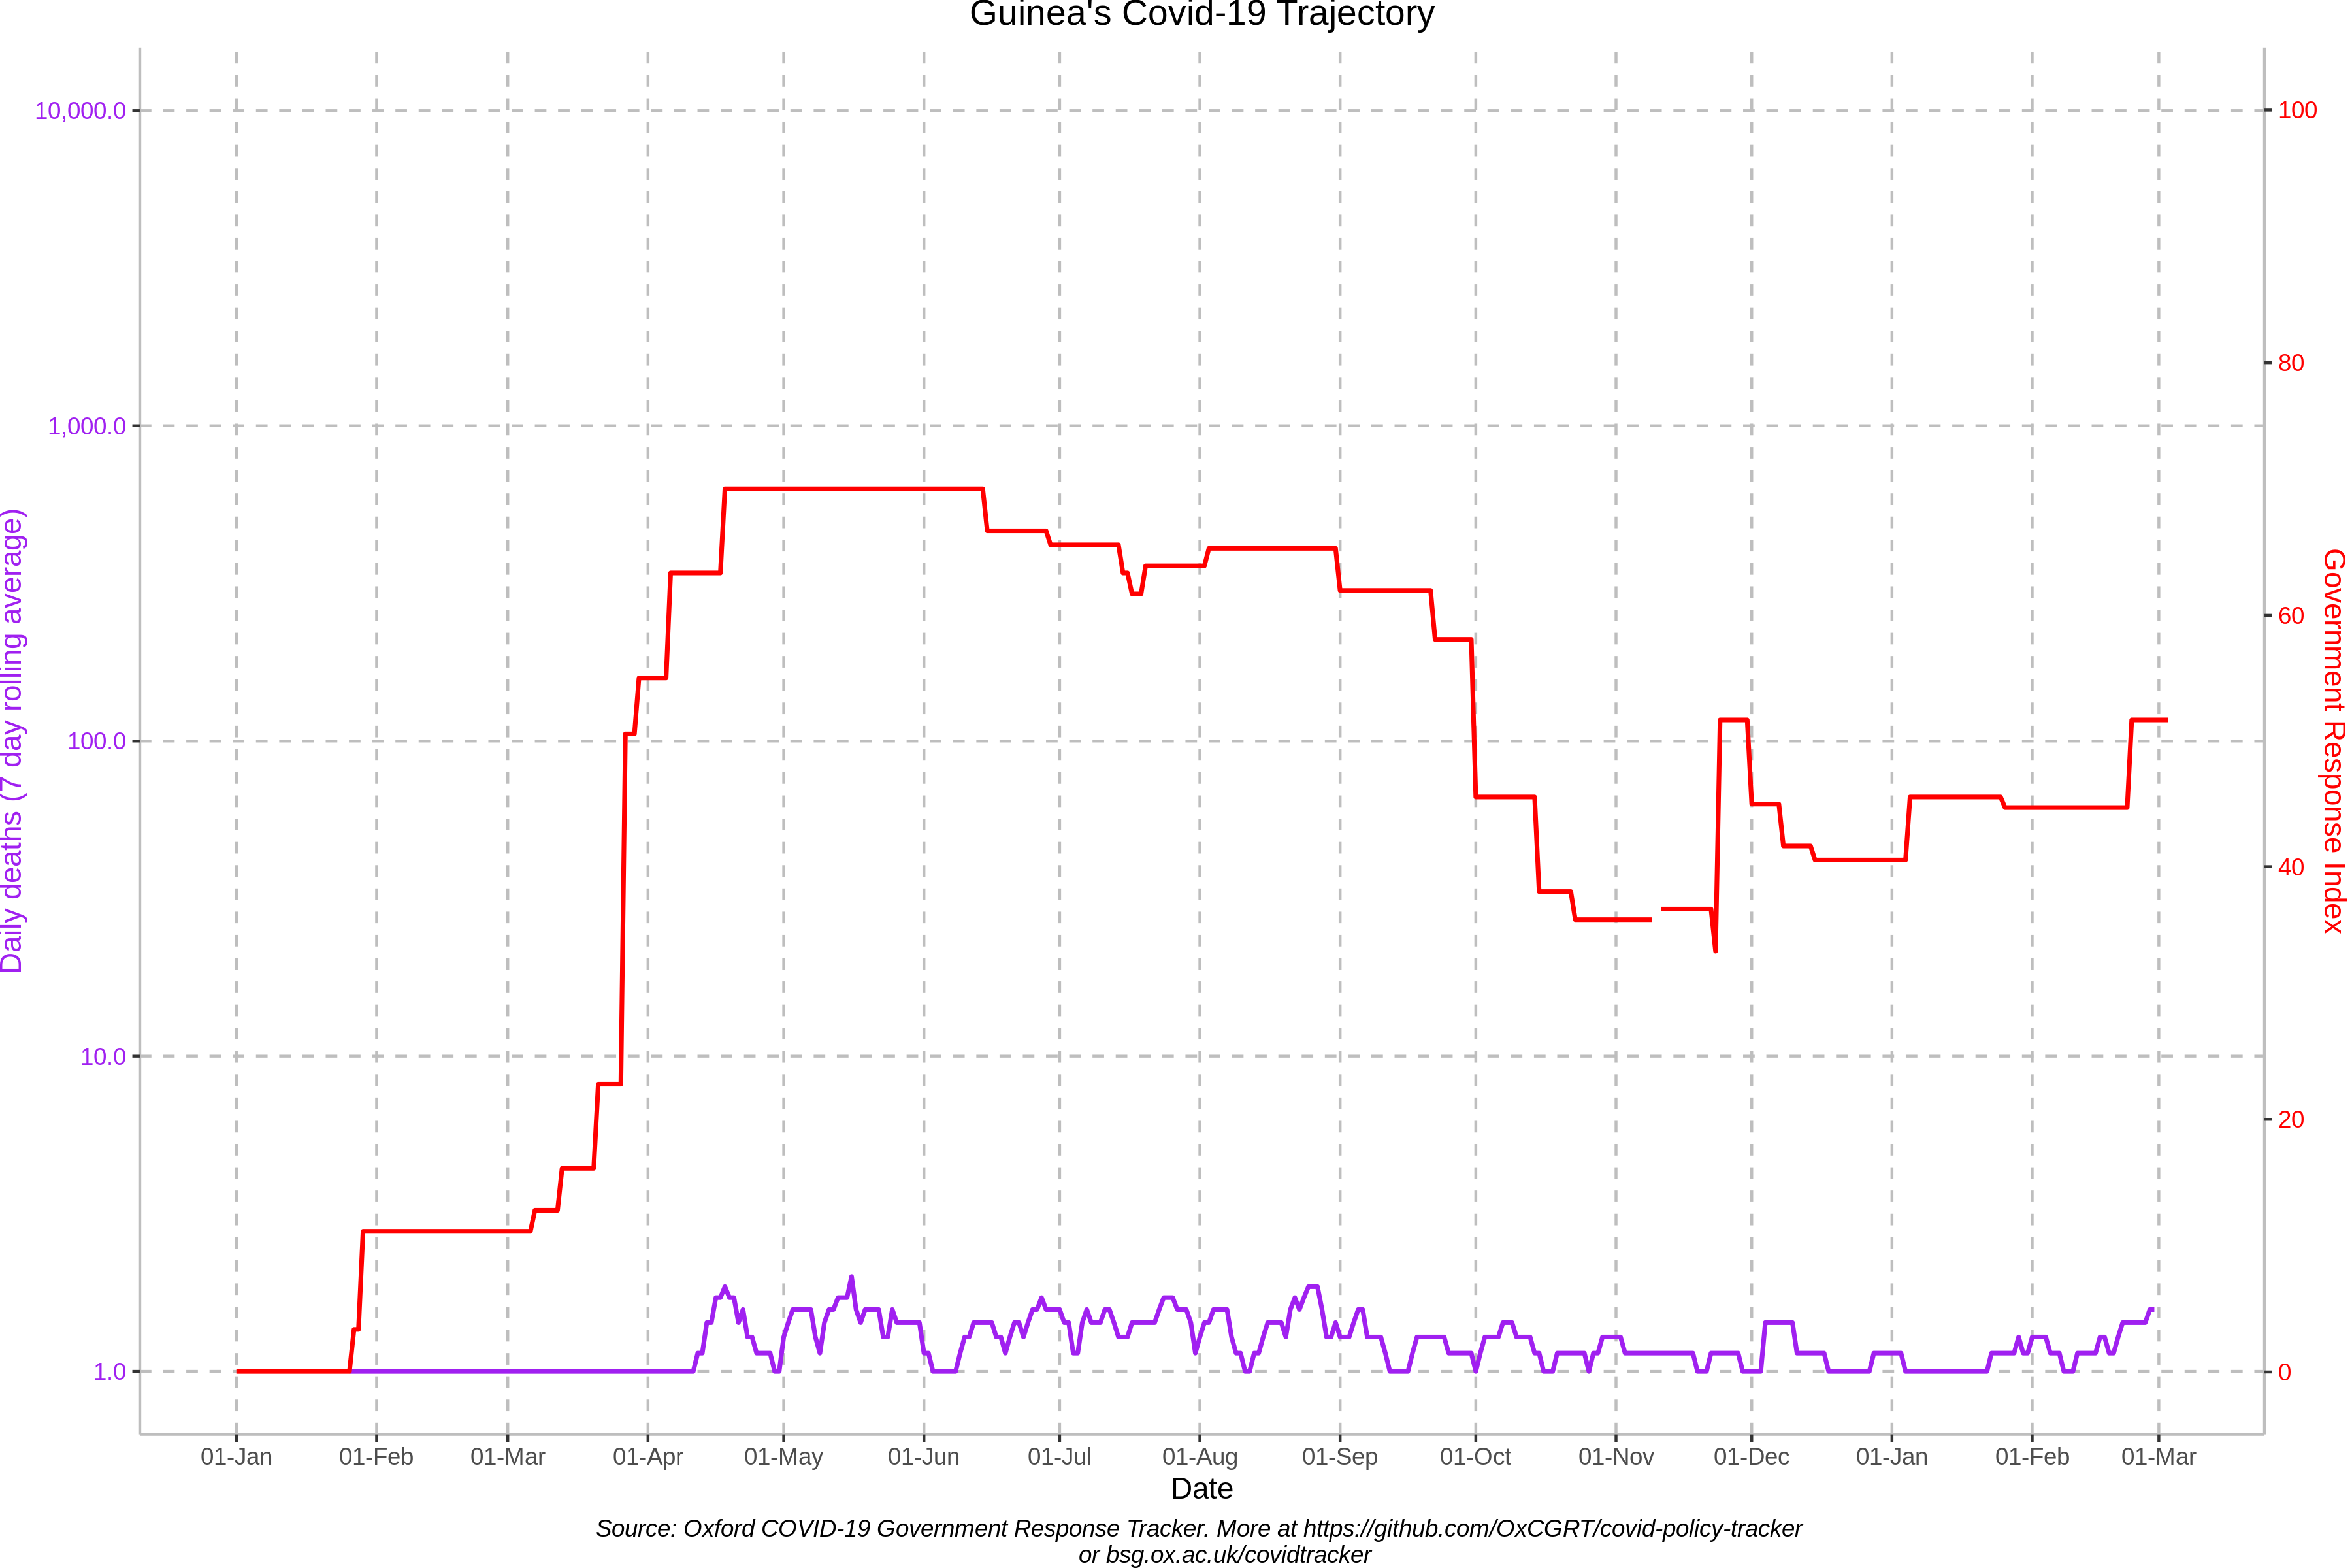 Guinea's Covid-19 Trajectory
10,000.0
1,000.0
100.0
10.0
1.0
Daily deaths (7 day rolling average)
100
80
60
40
20
0
Government Response Index
01-Jan 01-Feb 01-Mar 01-Apr 01-May 01-Jun 01-Jul 01-Aug 01-Sep 01-Oct 01-Nov 01-Dec 01-Jan 01-Feb 01-Mar
Date
Source: Oxford COVID-19 Government Response Tracker. More at https://github.com/OxCGRT/covid-policy-tracker
or bsg.ox.ac.uk/covidtracker